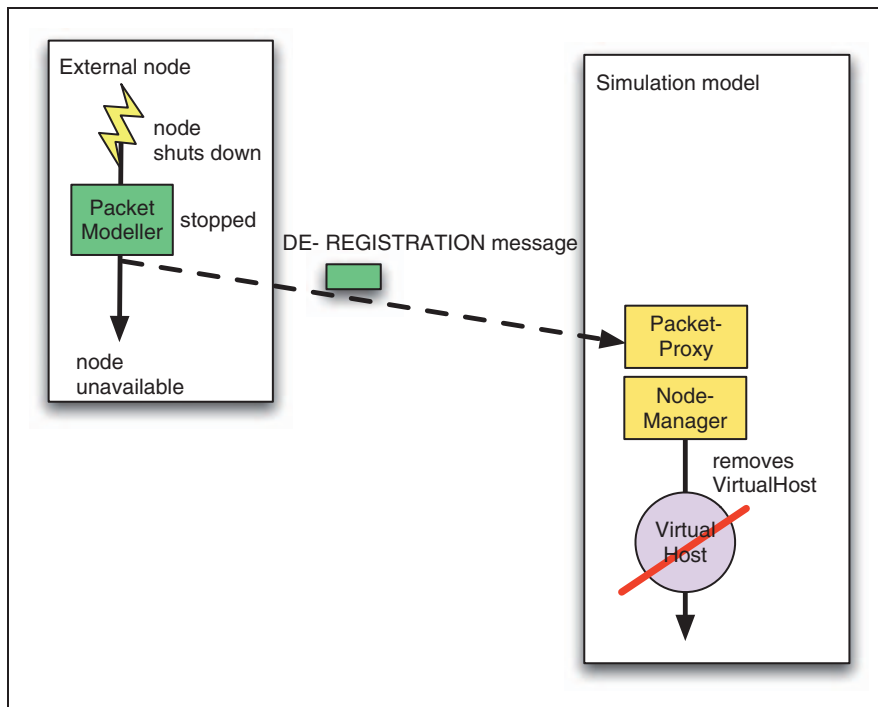 External node
node
shuts down
Packet
Modeller
stopped
node
unavailable
DE- REGISTRATION message
Simulation model
Packet-
Proxy
Node-
Manager
removes
VirtualHost
Virtual
Host